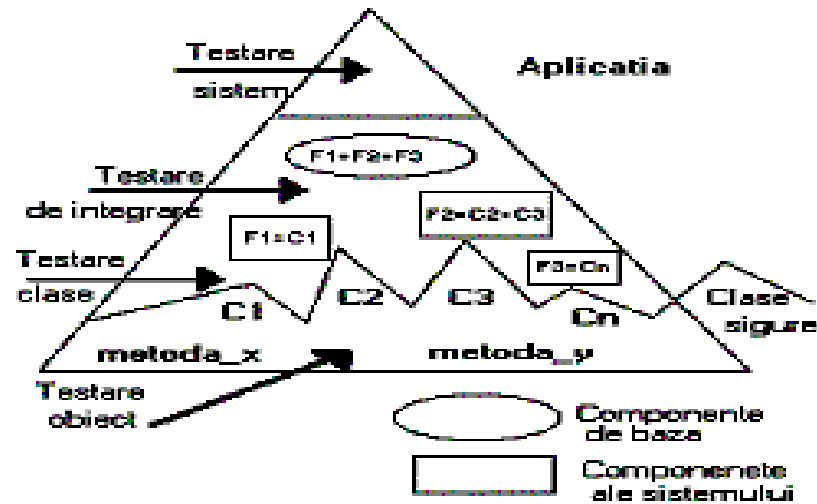 Testare
sistem
Aplicatia
F1+F2+F3
Testare
de integrare
F1=C1
F2=C2+C3
Testare
clase
F3=Cn
C1
C2
C3
Cn
Clase
sigure
metoda_x
metoda_y
Testare
obiect
Componente
de baza
Componenete
ale sistemului